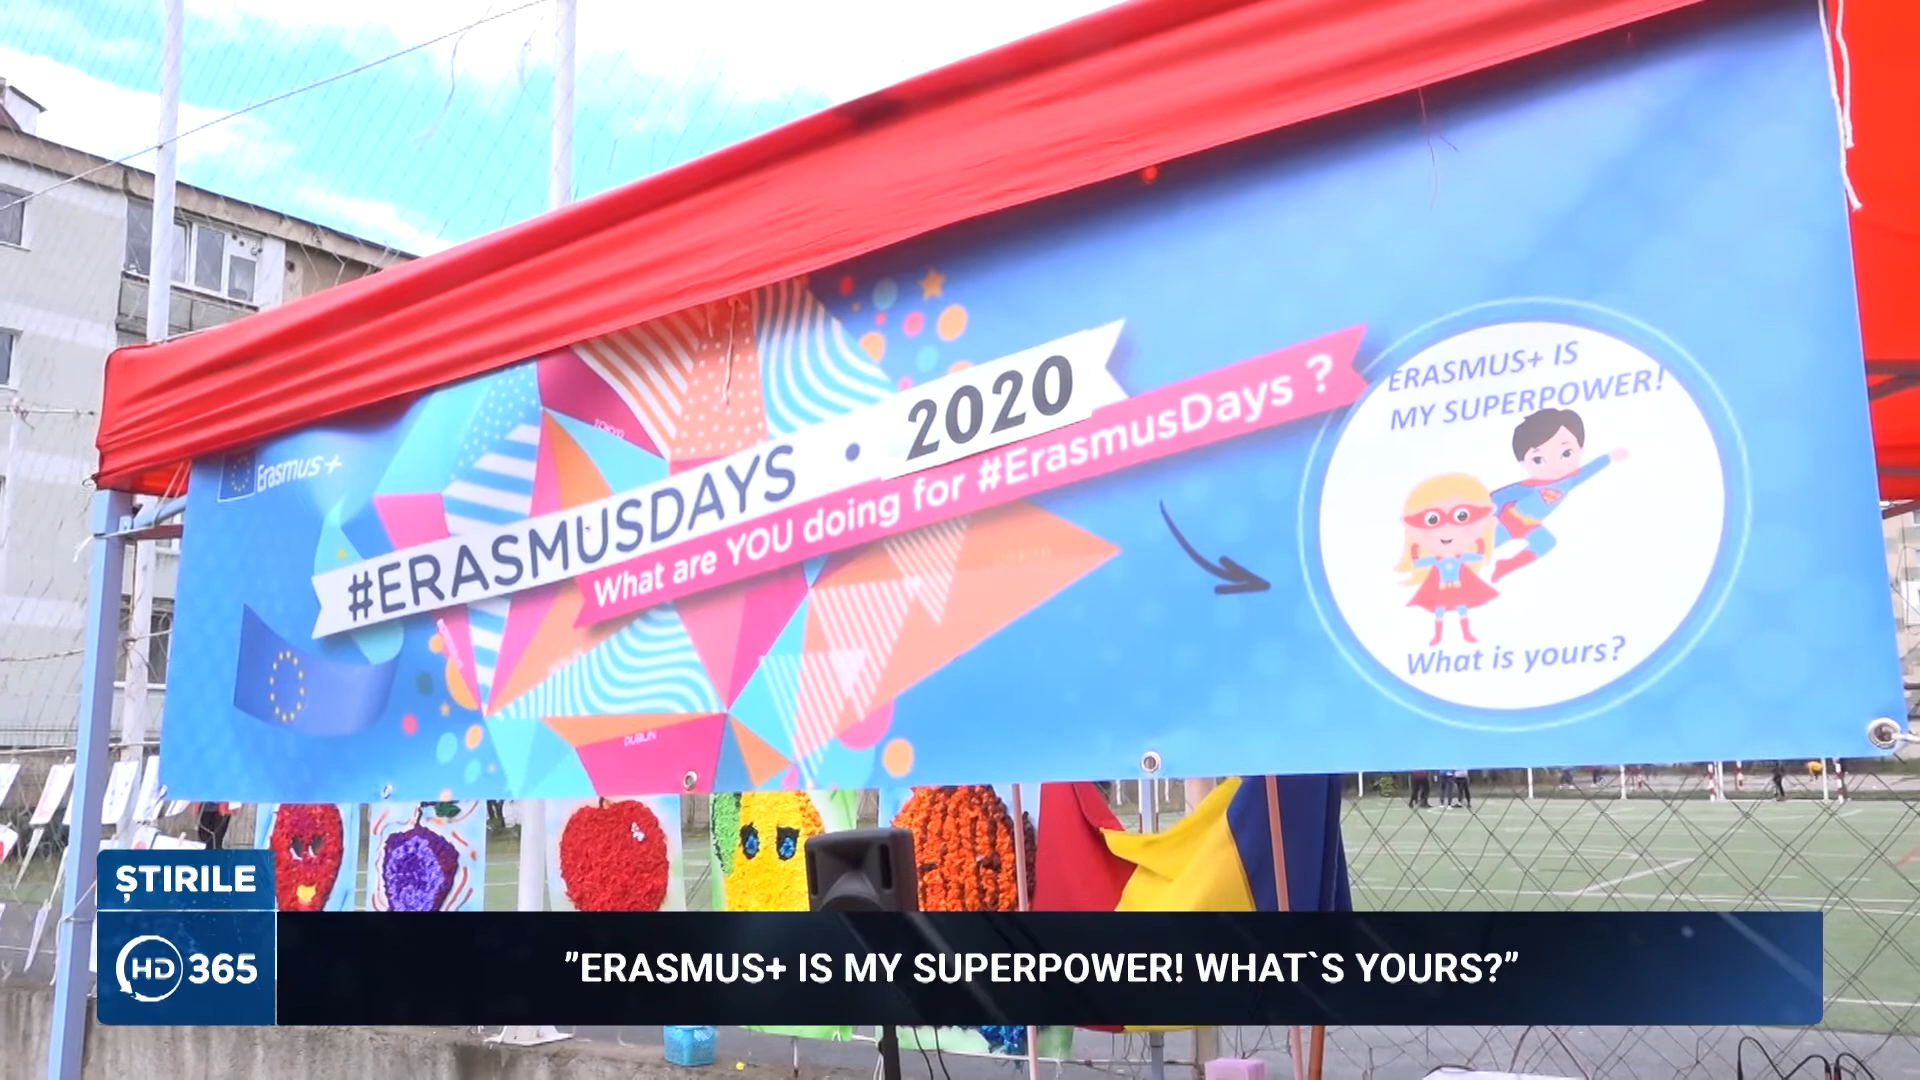 Erasmus+
#ERASMUSDAYS • 2020
What are YOU doing for #ErasmusDays ?
ERASMUS+ IS
MY SUPERPOWER!
What is yours?
DUBLIN
ȘTIRILE
HD 365
”ERASMUS+ IS MY SUPERPOWER! WHAT`S YOURS?”